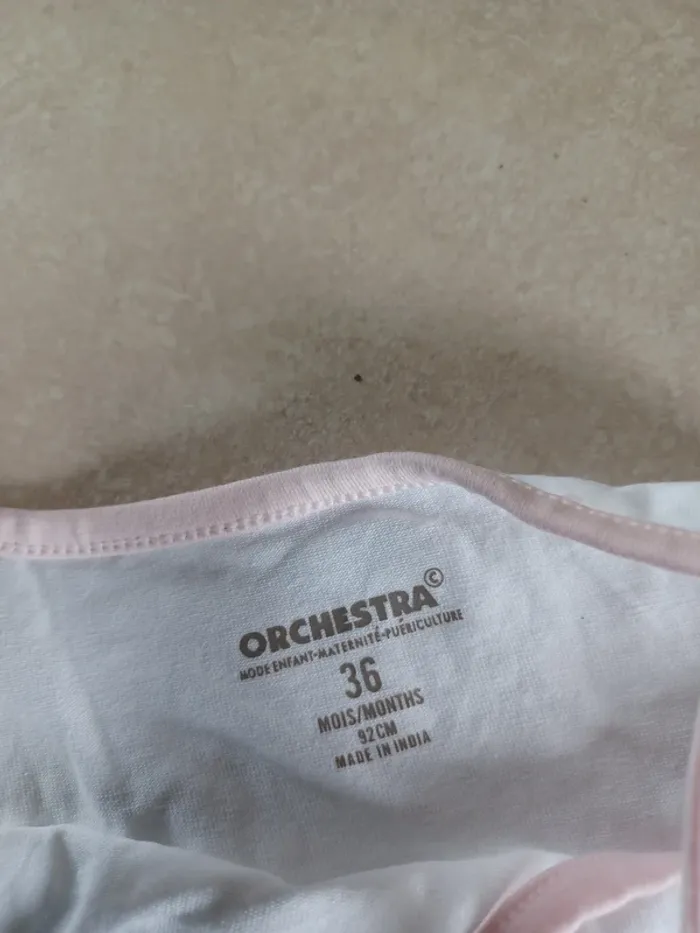 ORCHESTRA©
MODE ENFANT-MATERNITÉ-PUÉRICULTURE
36
MOIS/MONTHS
92CM
MADE IN INDIA